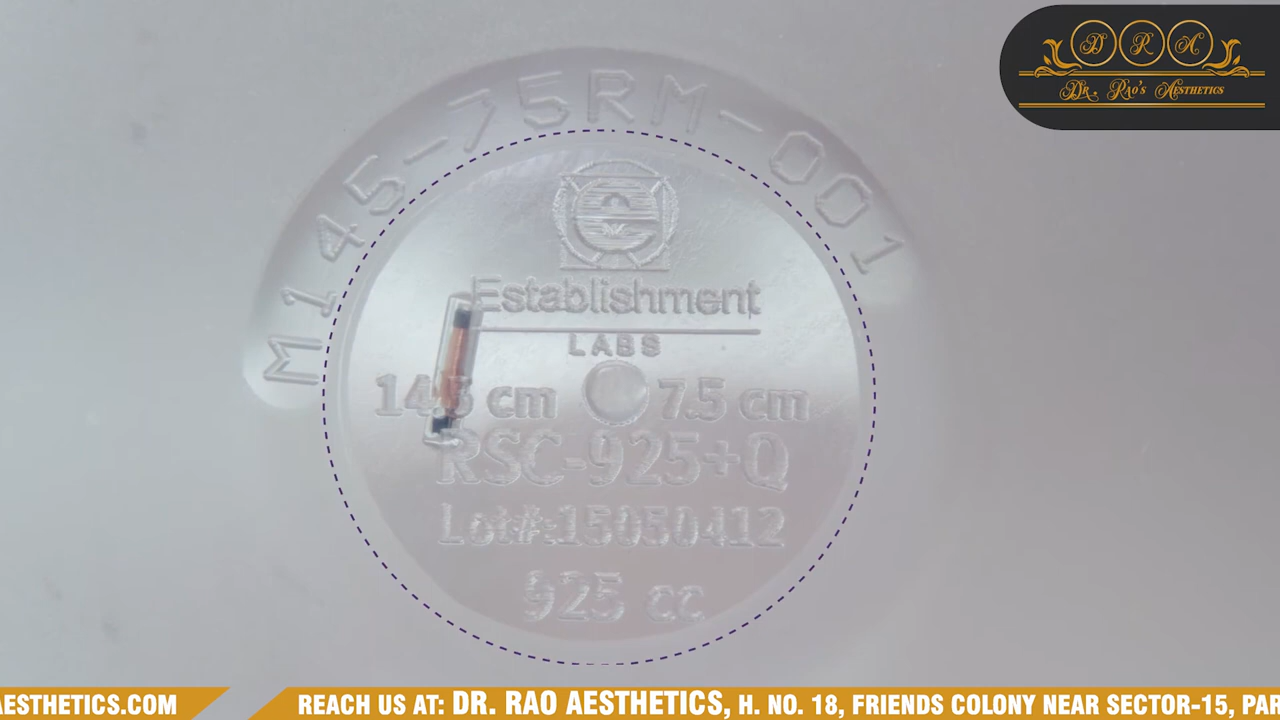 D R A
Dr. Rao's Aesthetics
M145-75RM-001
Establishment
LABS
14.5 cm 7.5 cm
RSC-925+Q
Lot#:15050412
925 cc
AESTHETICS.COM
REACH US AT: DR. RAO AESTHETICS, H. NO. 18, FRIENDS COLONY NEAR SECTOR-15, PAR